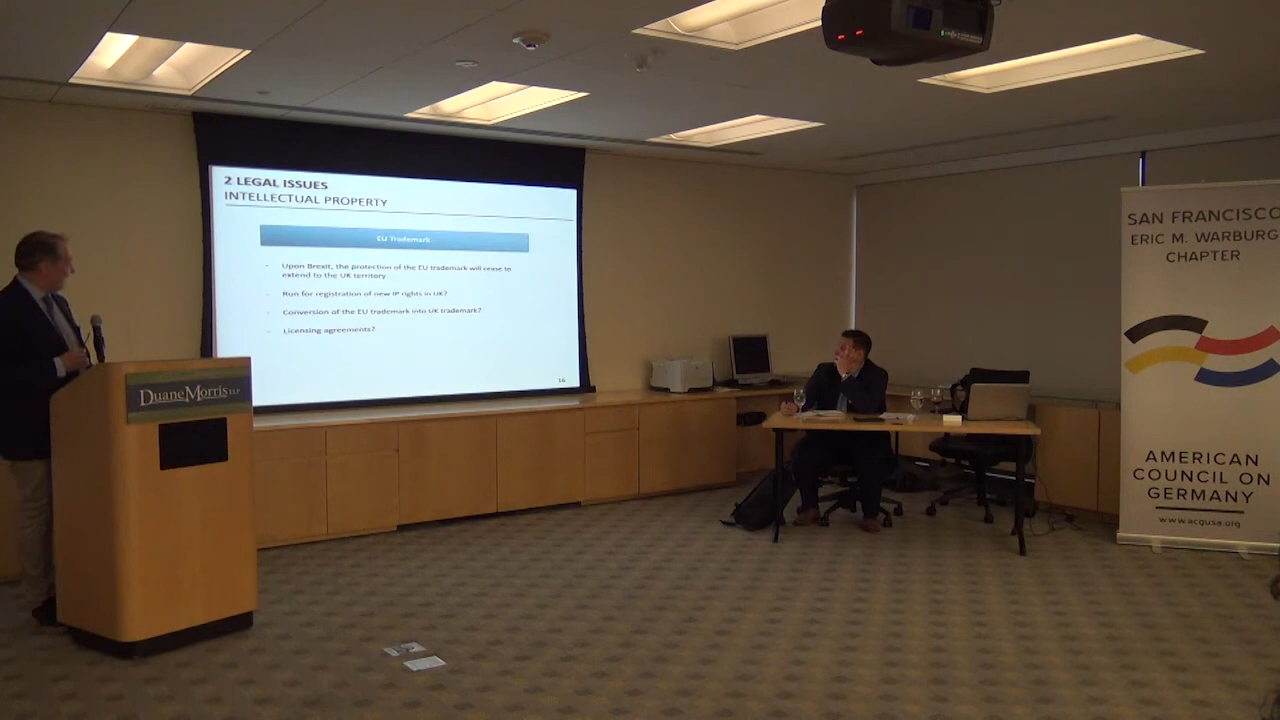 2 LEGAL ISSUES
INTELLECTUAL PROPERTY
EU Trademark
- Upon Brexit, the protection of the EU trademark will cease to
extend to the UK territory
- Run for registration of new IP rights in UK?
- Conversion of the EU trademark into UK trademark?
- Licensing agreements?
16
DuaneMorris LLP
SAN FRANCISCO
ERIC M. WARBURG
CHAPTER
AMERICAN
COUNCIL ON
GERMANY
www.acgusa.org